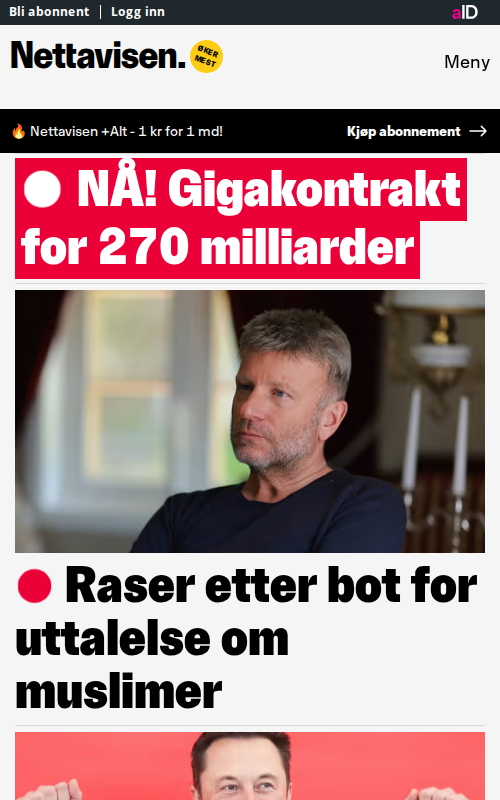 Bli abonnent | Logg inn
aID
Nettavisen.
ØKER
MEST
Meny
🔥 Nettavisen +Alt - 1 kr for 1 md!
Kjøp abonnement →
NÅ! Gigakontrakt
for 270 milliarder
Raser etter bot for
uttalelse om
muslimer